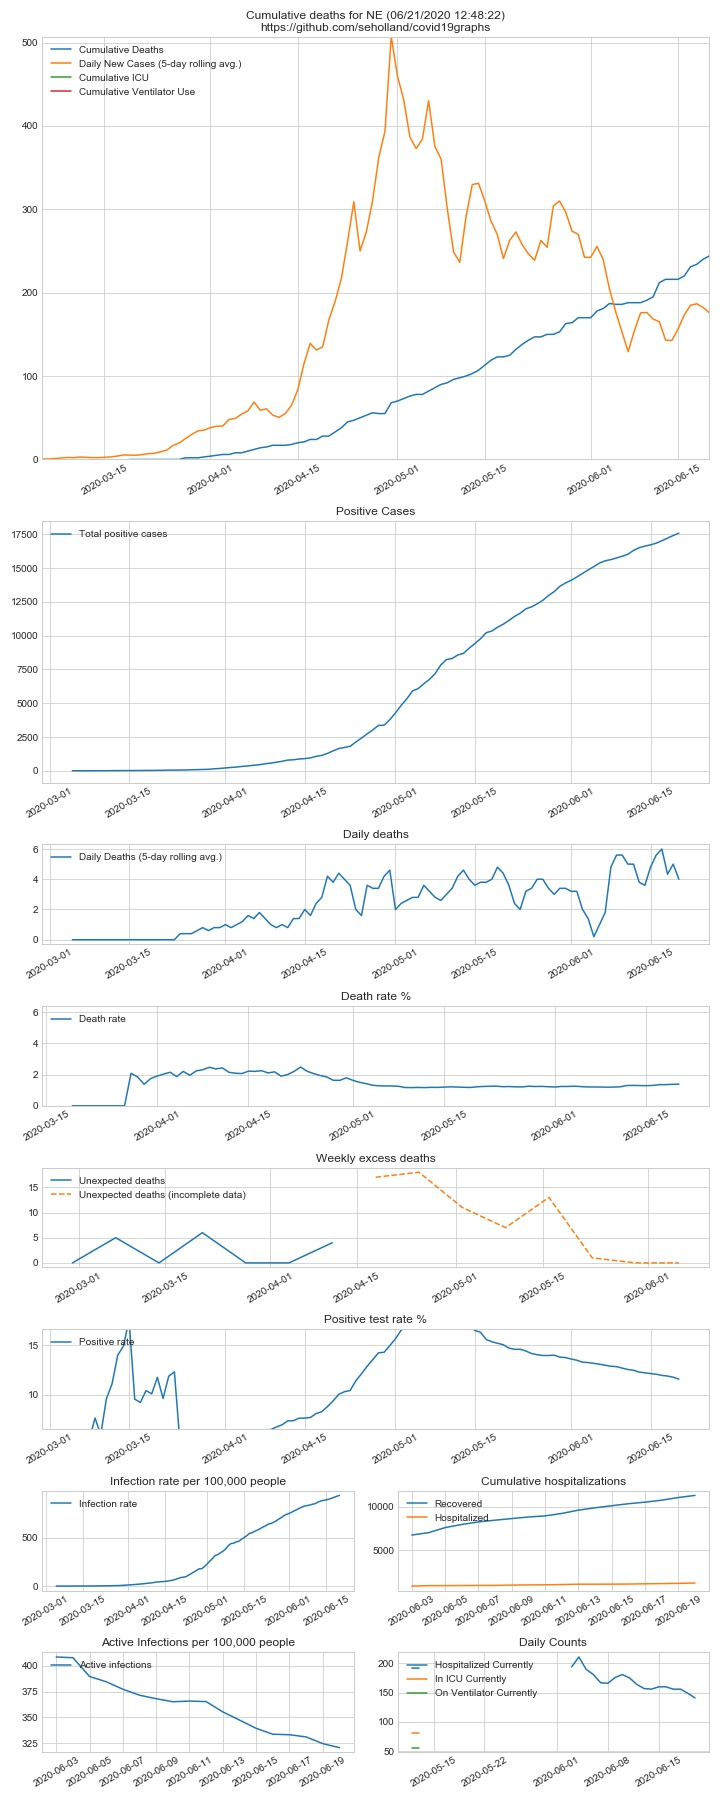 Cumulative deaths for NE (06/21/2020 12:48:22)
https://github.com/seholland/covid19graphs
Cumulative Deaths
Daily New Cases (5-day rolling avg.)
Cumulative ICU
Cumulative Ventilator Use
500
400
300
200
100
0
2020-03-15 2020-04-01 2020-04-15 2020-05-01 2020-05-15 2020-06-01 2020-06-15
Positive Cases
Total positive cases
17500
15000
12500
10000
7500
5000
2500
0
2020-03-01 2020-03-15 2020-04-01 2020-04-15 2020-05-01 2020-05-15 2020-06-01 2020-06-15
Daily deaths
Daily Deaths (5-day rolling avg.)
6
4
2
0
2020-03-01 2020-03-15 2020-04-01 2020-04-15 2020-05-01 2020-05-15 2020-06-01 2020-06-15
Death rate %
Death rate
6
4
2
0
2020-03-15 2020-04-01 2020-04-15 2020-05-01 2020-05-15 2020-06-01 2020-06-15
Weekly excess deaths
Unexpected deaths
Unexpected deaths (incomplete data)
15
10
5
0
2020-03-01 2020-03-15 2020-04-01 2020-04-15 2020-05-01 2020-05-15 2020-06-01
Positive test rate %
Positive rate
15
10
2020-03-01 2020-03-15 2020-04-01 2020-04-15 2020-05-01 2020-05-15 2020-06-01 2020-06-15
Infection rate per 100,000 people
Infection rate
500
0
2020-03-01 2020-03-15 2020-04-01 2020-04-15 2020-05-01 2020-05-15 2020-06-01 2020-06-15
Cumulative hospitalizations
Recovered
Hospitalized
10000
5000
2020-06-03 2020-06-05 2020-06-07 2020-06-09 2020-06-11 2020-06-13 2020-06-15 2020-06-17 2020-06-19
Active Infections per 100,000 people
Active infections
400
375
350
325
2020-06-03 2020-06-05 2020-06-07 2020-06-09 2020-06-11 2020-06-13 2020-06-15 2020-06-17 2020-06-19
Daily Counts
Hospitalized Currently
In ICU Currently
On Ventilator Currently
200
150
100
50
2020-05-15 2020-05-22 2020-06-01 2020-06-08 2020-06-15